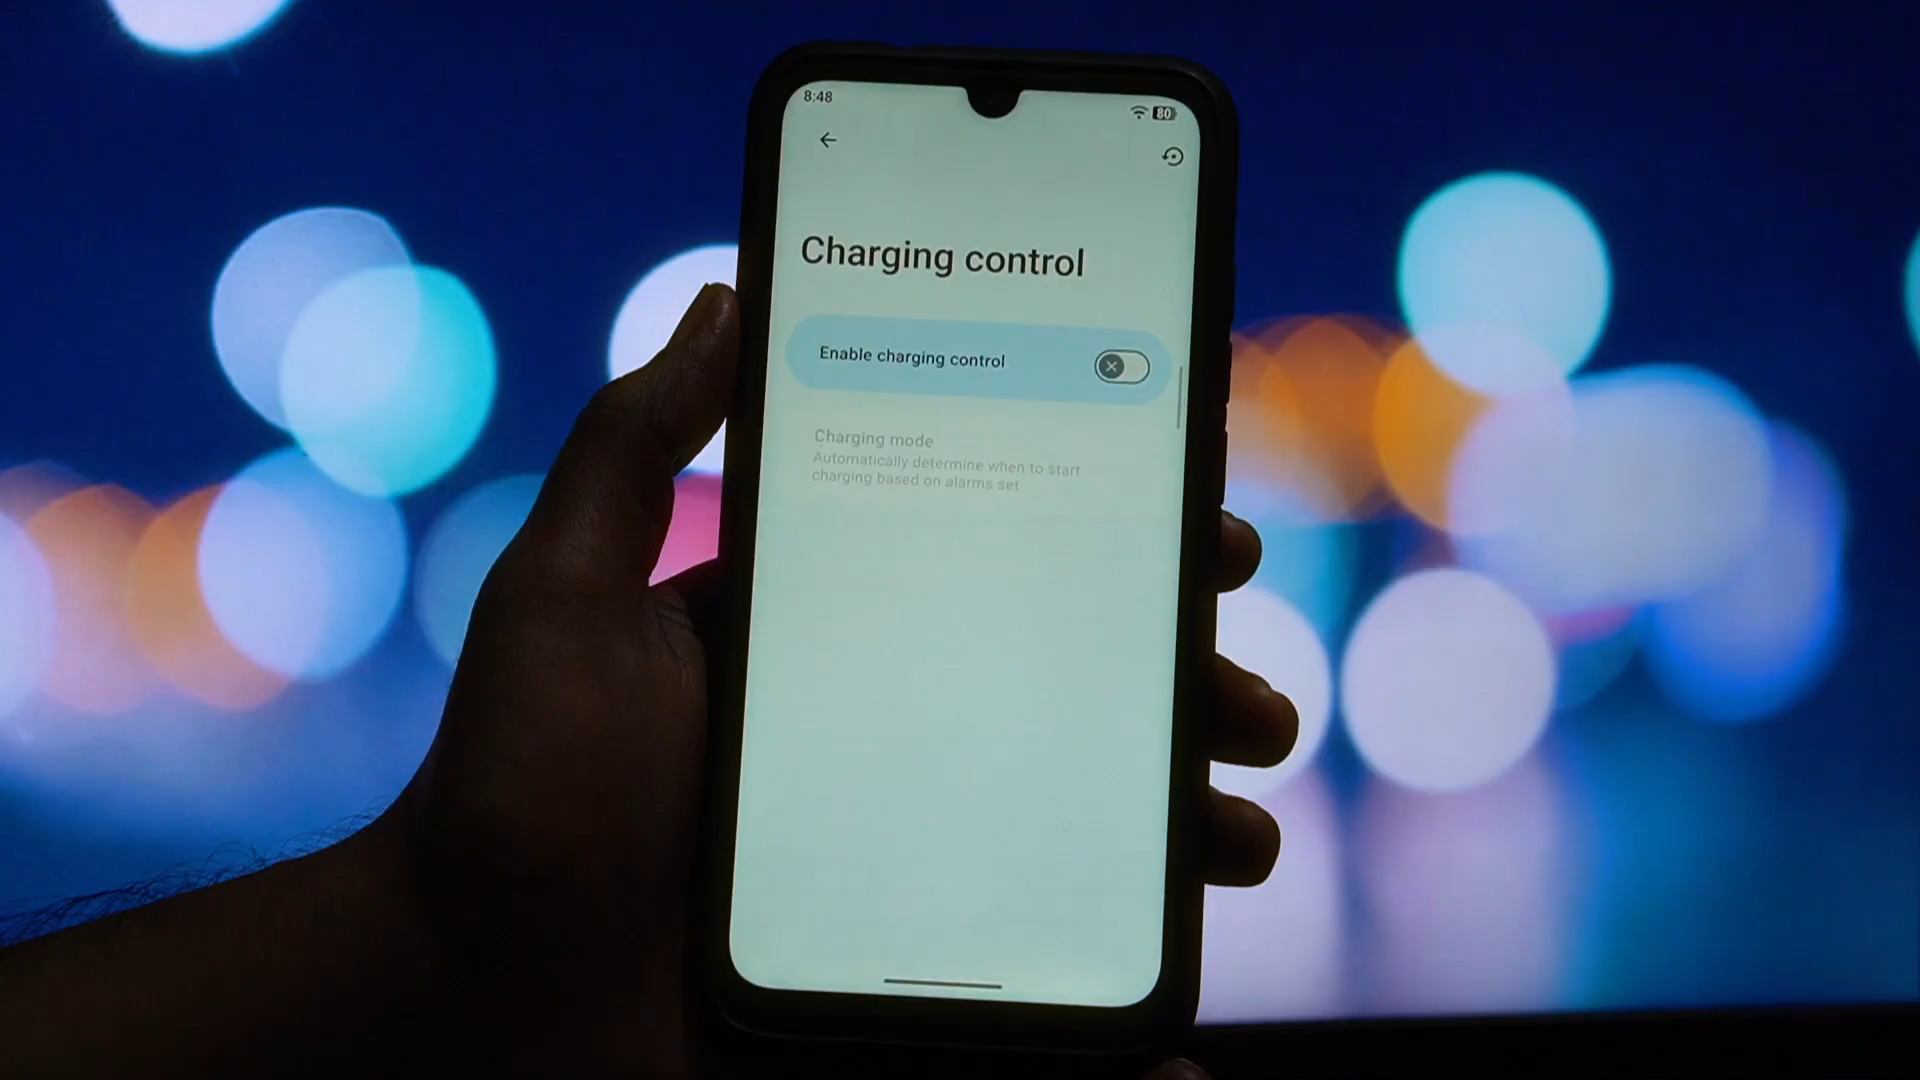 8:48
80
Charging control
Enable charging control
Charging mode
Automatically determine when to start
charging based on alarms set